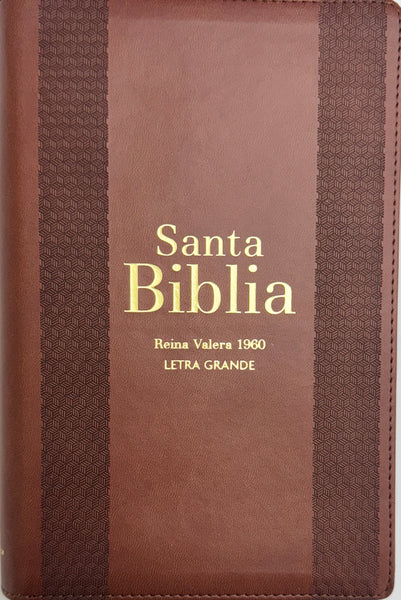 Santa
Biblia
Reina Valera 1960
LETRA GRANDE